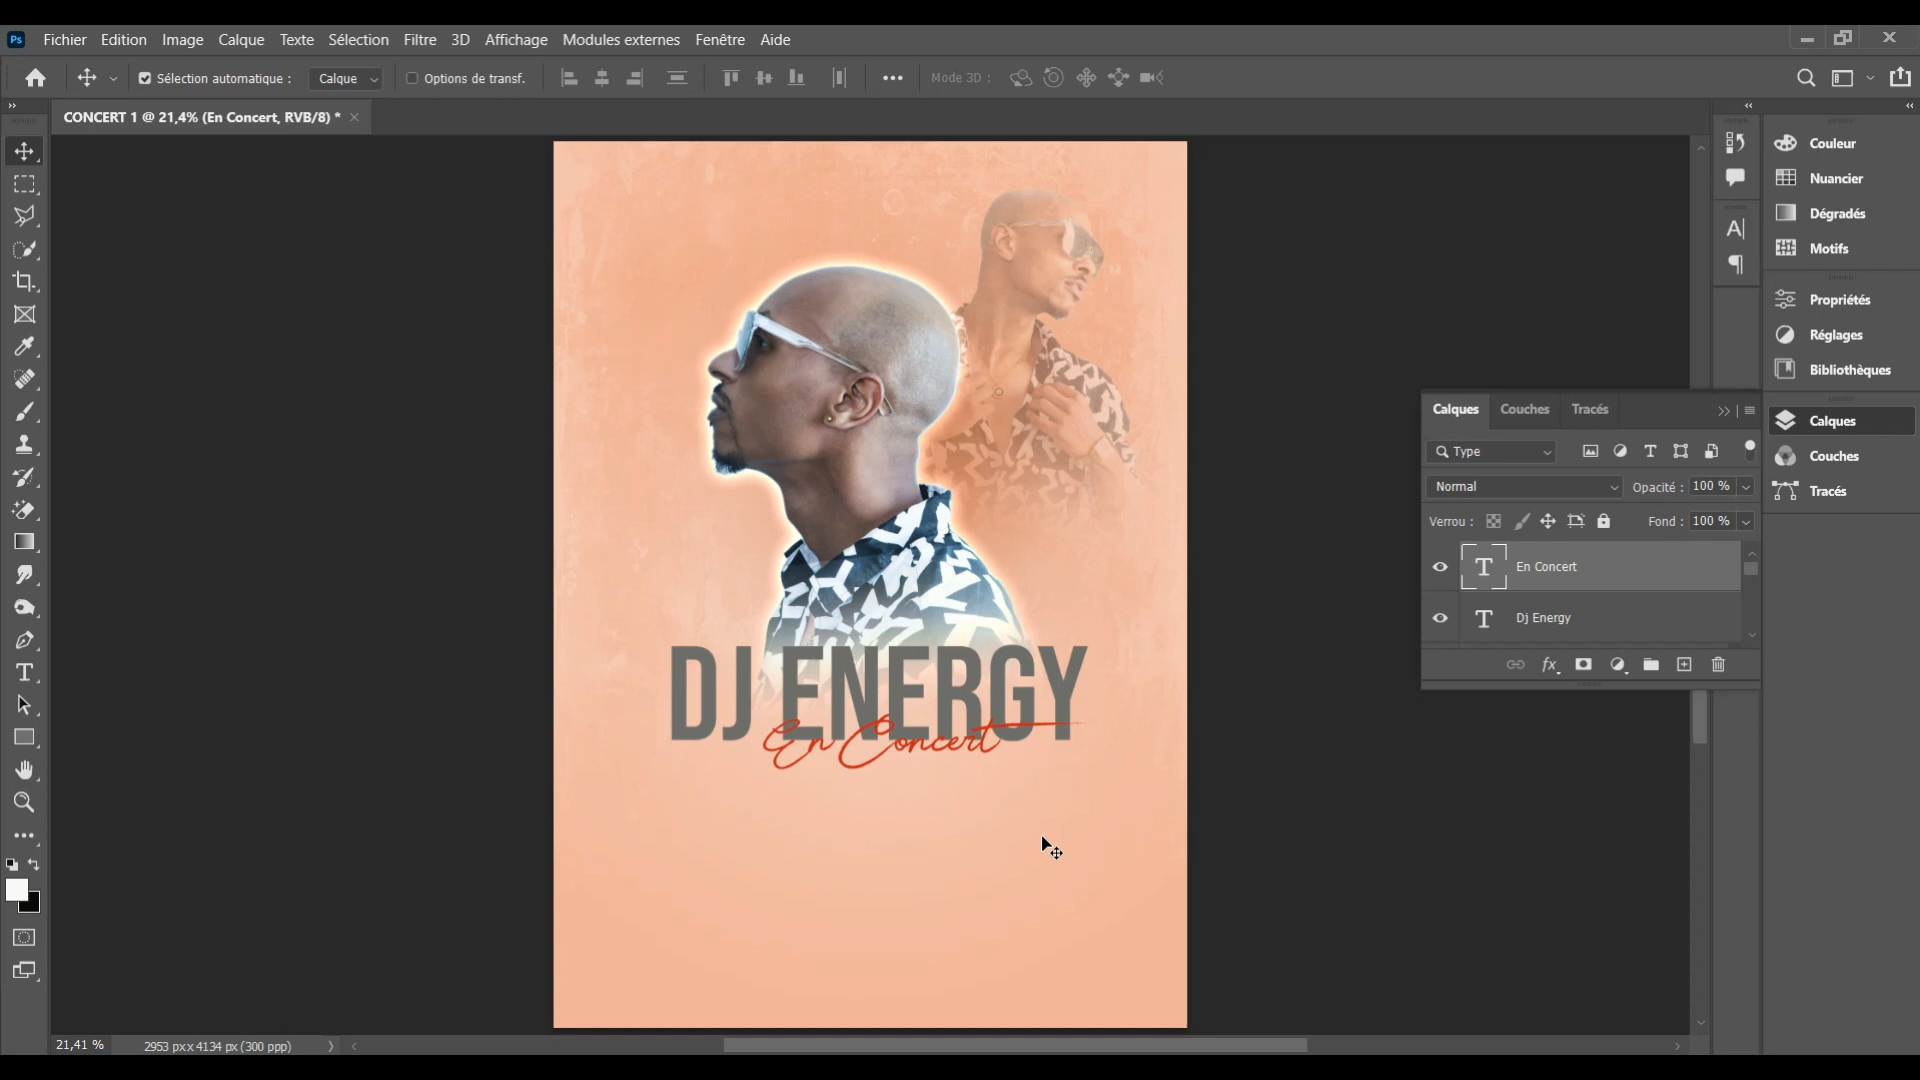 Ps Fichier Edition Image Calque Texte Sélection Filtre 3D Affichage Modules externes Fenêtre Aide
Sélection automatique : Calque Options de transf. Mode 3D :
CONCERT 1 @ 21,4% (En Concert, RVB/8) *
DJ ENERGY
En Concert
Couleur
Nuancier
Dégradés
Motifs
Propriétés
Réglages
Bibliothèques
Calques
Couches
Tracés
Calques Couches Tracés
Type
Normal Opacité : 100 %
Verrou : Fond : 100 %
En Concert
Dj Energy
fx
21,41 % 2953 px x 4134 px (300 ppp)